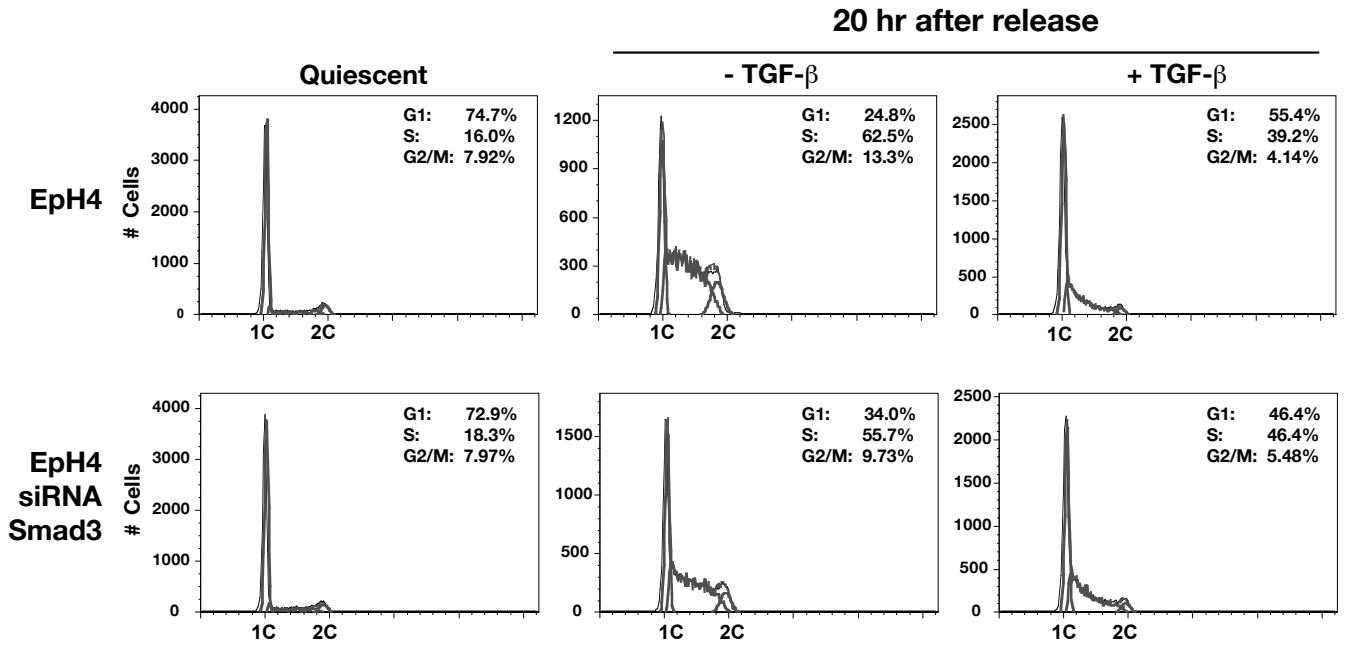 20 hr after release
Quiescent
- TGF-β
+ TGF-β
EpH4
# Cells
4000
3000
2000
1000
0
1C 2C
G1: 74.7%
S: 16.0%
G2/M: 7.92%
1200
900
600
300
0
1C 2C
G1: 24.8%
S: 62.5%
G2/M: 13.3%
2500
2000
1500
1000
500
0
1C 2C
G1: 55.4%
S: 39.2%
G2/M: 4.14%
EpH4
siRNA
Smad3
# Cells
4000
3000
2000
1000
0
1C 2C
G1: 72.9%
S: 18.3%
G2/M: 7.97%
1500
1000
500
0
1C 2C
G1: 34.0%
S: 55.7%
G2/M: 9.73%
2500
2000
1500
1000
500
0
1C 2C
G1: 46.4%
S: 46.4%
G2/M: 5.48%